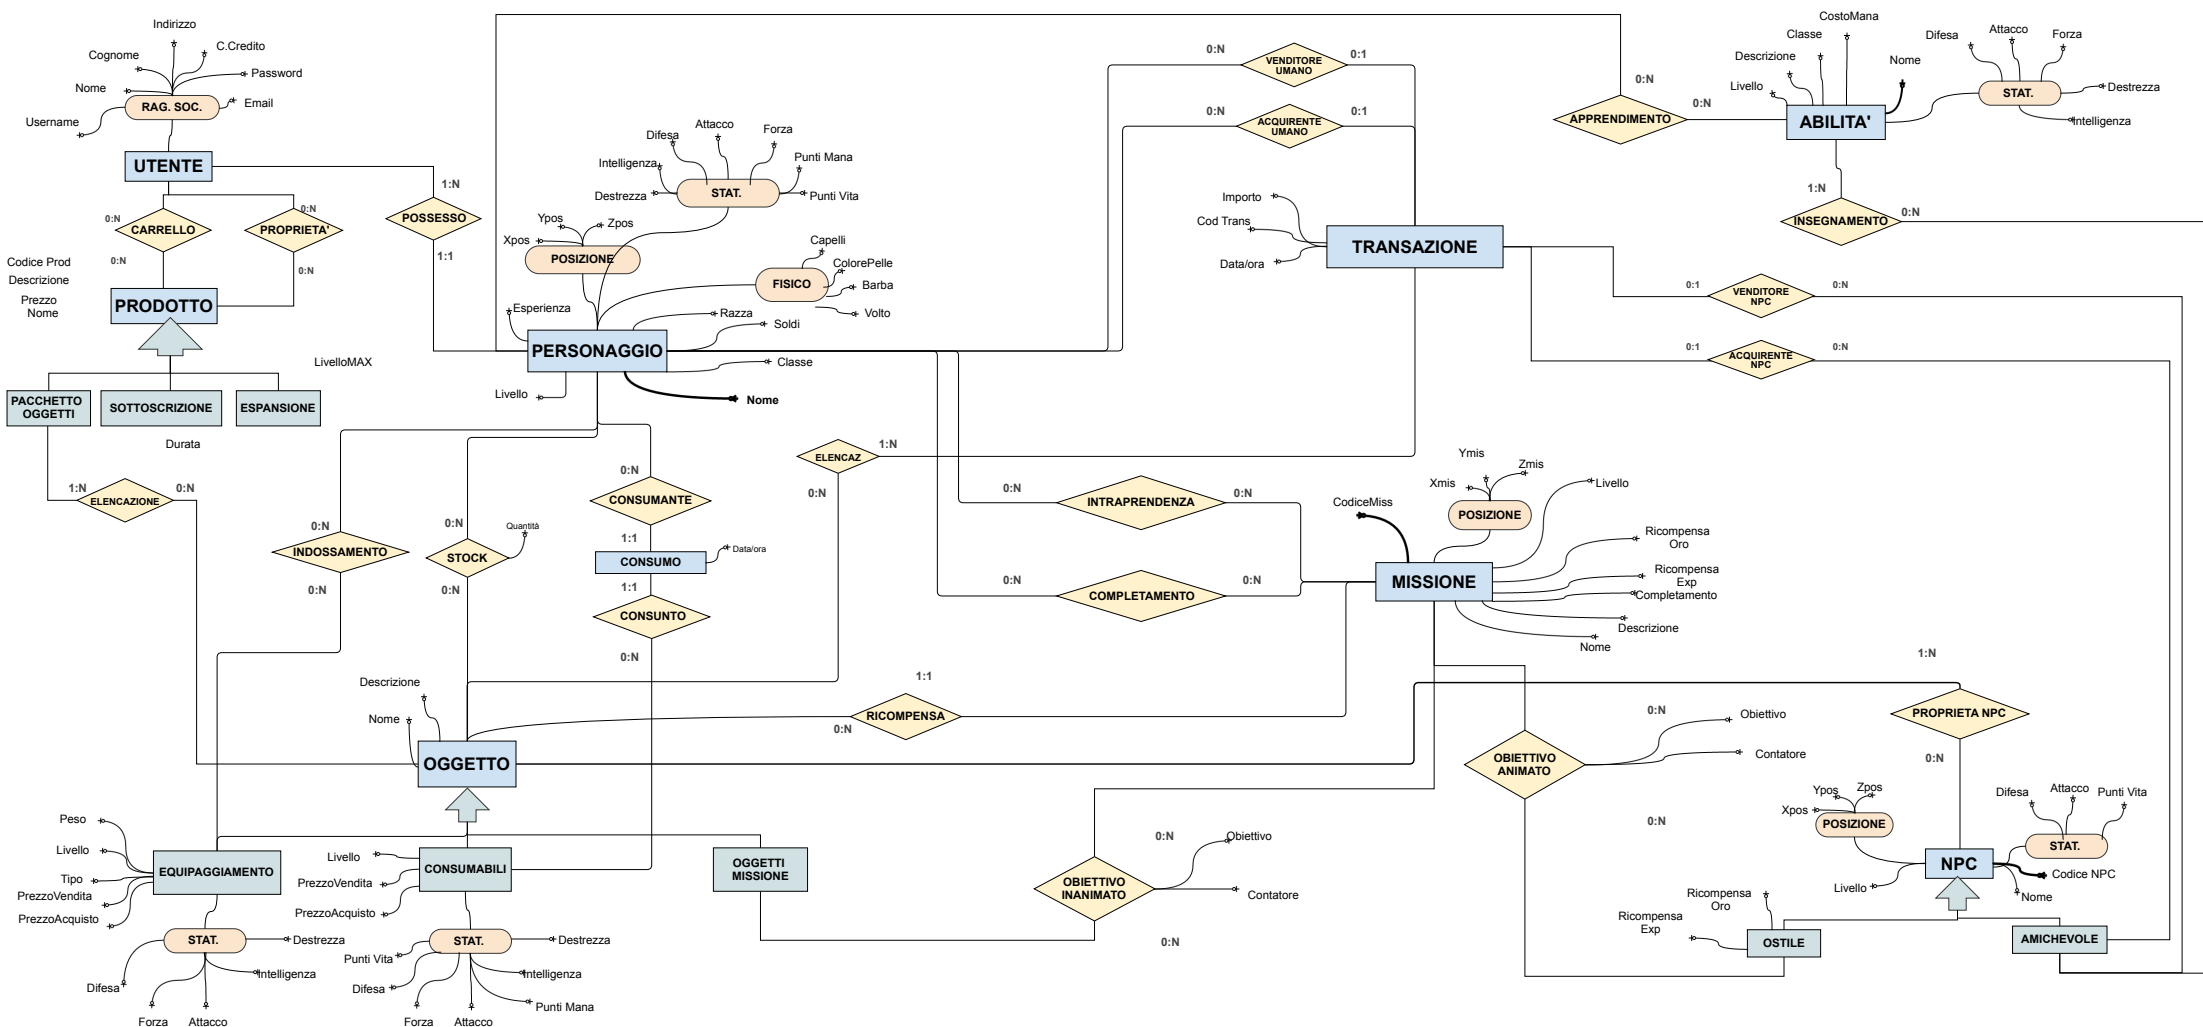 Indirizzo
Cognome
C.Credito
Password
Nome
RAG. SOC.
Email
Username
UTENTE
1:N
POSSESSO
1:1
0:N
0:N
CARRELLO
PROPRIETA'
0:N
0:N
Codice Prod
Descrizione
Prezzo
Nome
PRODOTTO
LivelloMAX
PACCHETTO
OGGETTI
SOTTOSCRIZIONE
ESPANSIONE
Durata
1:N
ELENCAZIONE
0:N
Difesa
Attacco
Forza
Intelligenza
Punti Mana
Destrezza
STAT.
Punti Vita
Ypos
Zpos
Xpos
POSIZIONE
Capelli
ColorePelle
FISICO
Barba
Volto
Esperienza
Razza
Soldi
PERSONAGGIO
Classe
Livello
Nome
0:N
VENDITORE
UMANO
0:1
0:N
ACQUIRENTE
UMANO
0:1
Importo
Cod Trans
TRANSAZIONE
Data/ora
0:N
APPRENDIMENTO
0:N
CostoMana
Classe
Descrizione
Livello
Nome
ABILITA'
Difesa
Attacco
Forza
STAT.
Destrezza
Intelligenza
1:N
INSEGNAMENTO
0:N
0:1
VENDITORE
NPC
0:N
0:1
ACQUIRENTE
NPC
0:N
ELENCAZ
1:N
0:N
0:N
INDOSSAMENTO
0:N
0:N
Quantità
STOCK
0:N
0:N
CONSUMANTE
1:1
CONSUMO
Data/ora
1:1
CONSUNTO
0:N
0:N
INTRAPRENDENZA
0:N
0:N
COMPLETAMENTO
0:N
CodiceMiss
Ymis
Zmis
Xmis
POSIZIONE
Livello
Ricompensa
Oro
Ricompensa
Exp
MISSIONE
Completamento
Descrizione
Nome
1:1
RICOMPENSA
0:N
Descrizione
Nome
OGGETTO
1:N
PROPRIETA NPC
0:N
0:N
Obiettivo
OBIETTIVO
ANIMATO
Contatore
0:N
0:N
Obiettivo
OBIETTIVO
INANIMATO
Contatore
0:N
Peso
Livello
Tipo
PrezzoVendita
PrezzoAcquisto
EQUIPAGGIAMENTO
STAT.
Destrezza
Intelligenza
Difesa
Forza
Attacco
Livello
PrezzoVendita
PrezzoAcquisto
CONSUMABILI
STAT.
Destrezza
Punti Vita
Intelligenza
Difesa
Punti Mana
Forza
Attacco
OGGETTI
MISSIONE
Ypos
Zpos
Xpos
POSIZIONE
Difesa
Attacco
Punti Vita
STAT.
NPC
Codice NPC
Livello
Nome
Ricompensa
Oro
Ricompensa
Exp
OSTILE
AMICHEVOLE